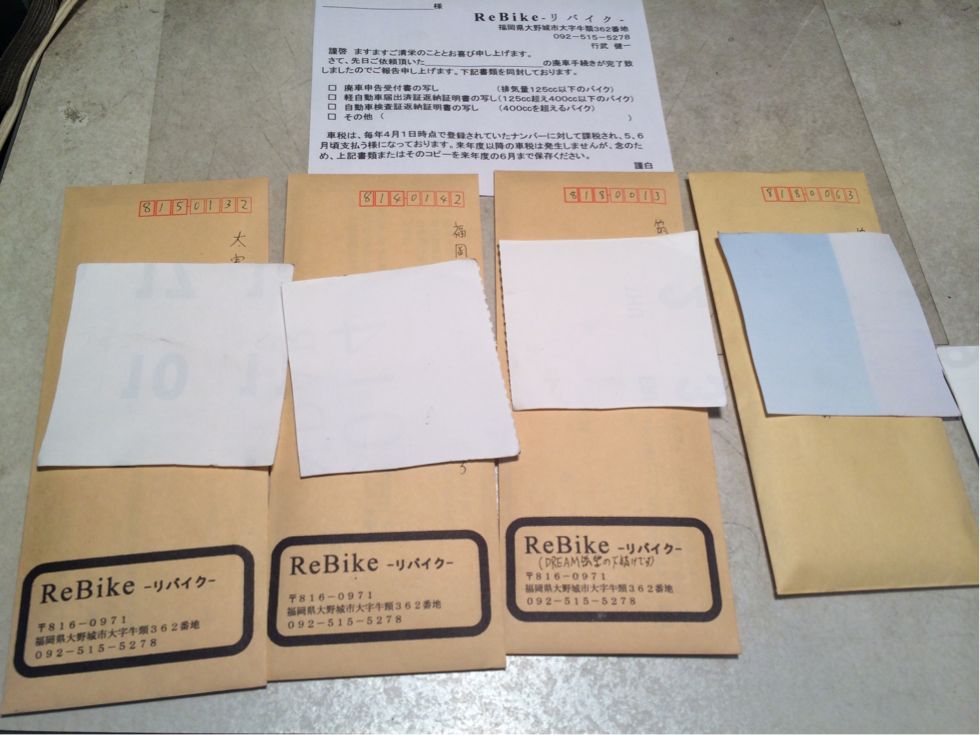 様
ReBike-リバイク-
福岡県大野城市大字牛頸362番地
092-515-5278
行武 健一
謹啓 ますますご清栄のこととお喜び申し上げます。
さて、先日ご依頼頂いた の廃車手続きが完了致
しましたのでご報告申し上げます。下記書類を同封しております。
□ 廃車申告受付書の写し (排気量125cc以下のバイク)
□ 軽自動車届出済証返納証明書の写し(125cc超え400cc以下のバイク)
□ 自動車検査証返納証明書の写し (400ccを超えるバイク)
□ その他 ( )
車税は、毎年4月1日時点で登録されていたナンバーに対して課税され、5、6
月頃支払う様になっております。来年度以降の車税は発生しませんが、念のた
め、上記書類またはそのコピーを来年度の6月まで保存ください。
謹白
8150132
大
ReBike -リバイク-
〒816-0971
福岡県大野城市大字牛頸362番地
092-515-5278
8140142
福岡
ろ
ReBike -リバイク-
〒816-0971
福岡県大野城市大字牛頸362番地
092-515-5278
8180013
筑
ReBike -リバイク-
〒816-0971
福岡県大野城市大字牛頸362番地
092-515-5278
8180063